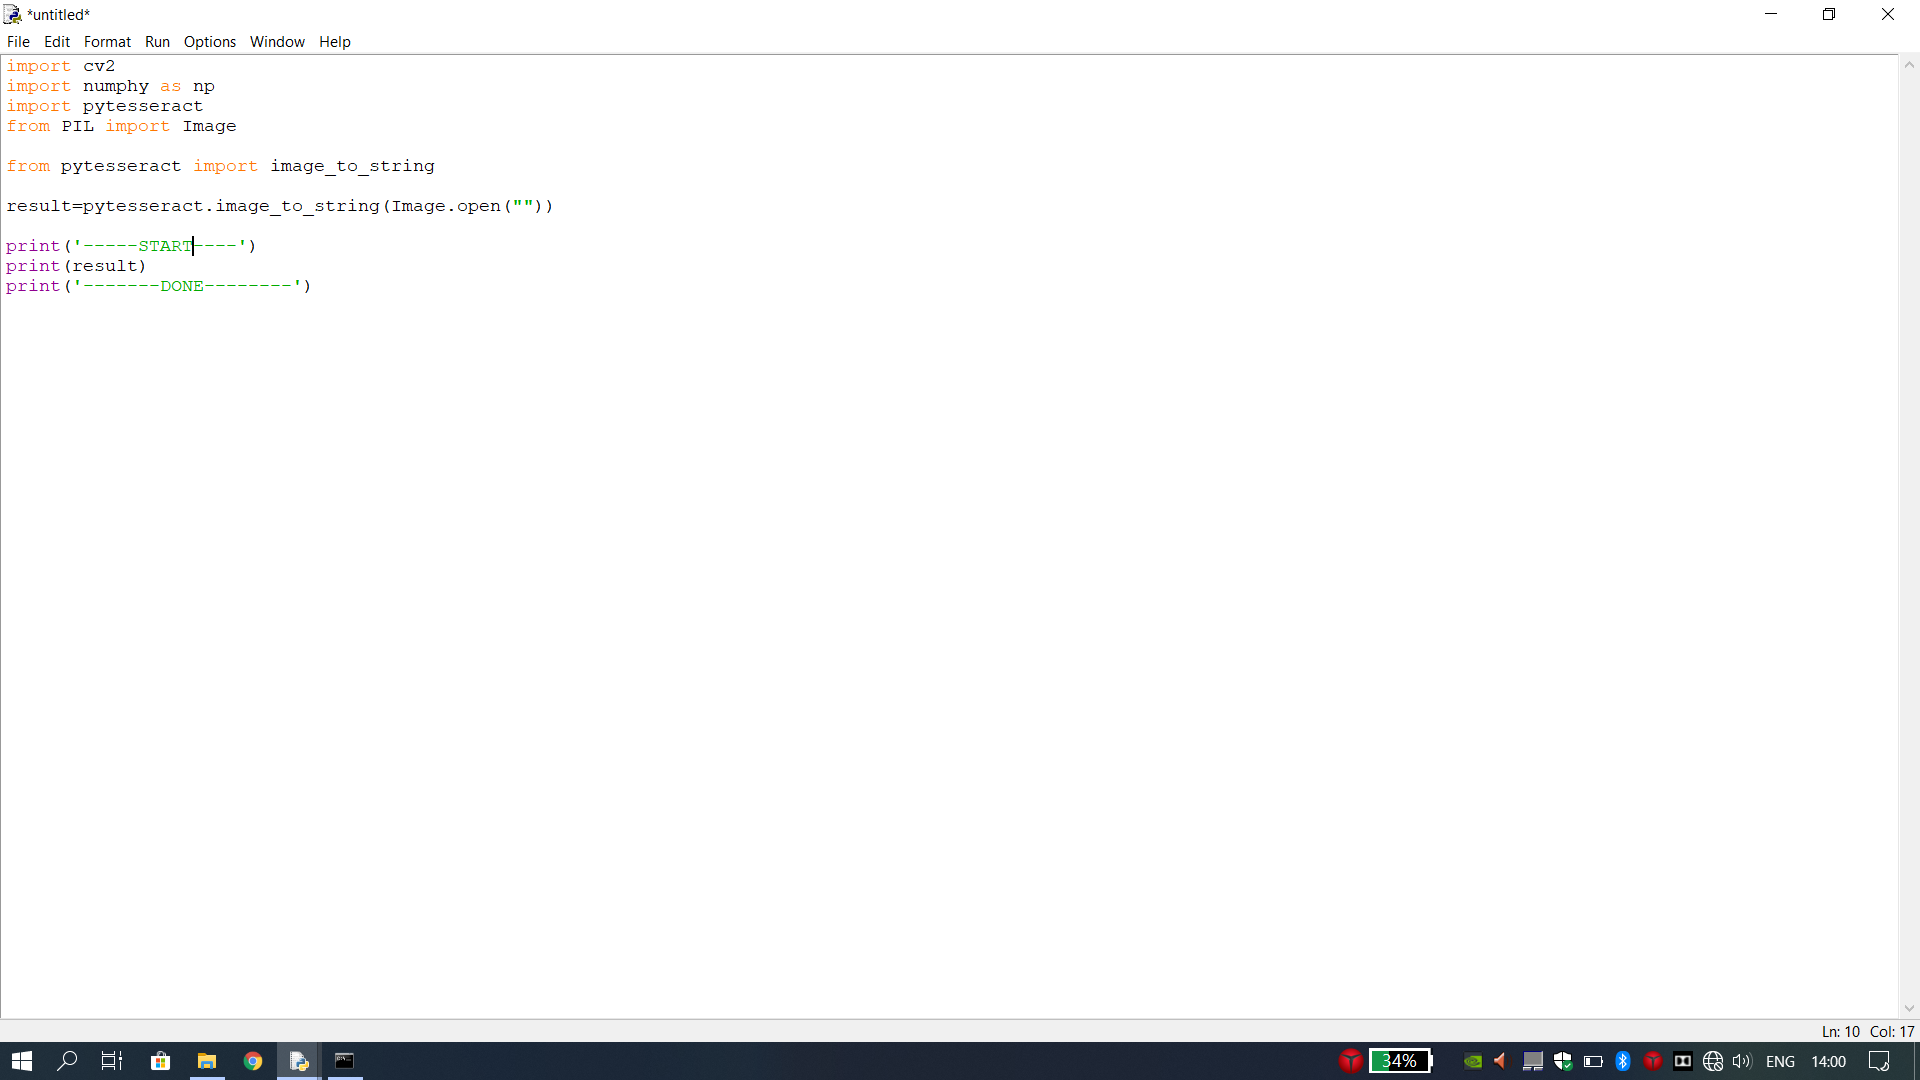 *untitled*
File Edit Format Run Options Window Help
import cv2
import numphy as np
import pytesseract
from PIL import Image
from pytesseract import image_to_string
result=pytesseract.image_to_string(Image.open(""))
print('-----START----')
print(result)
print('-------DONE--------')
Ln: 10 Col: 17
34% ENG 14:00